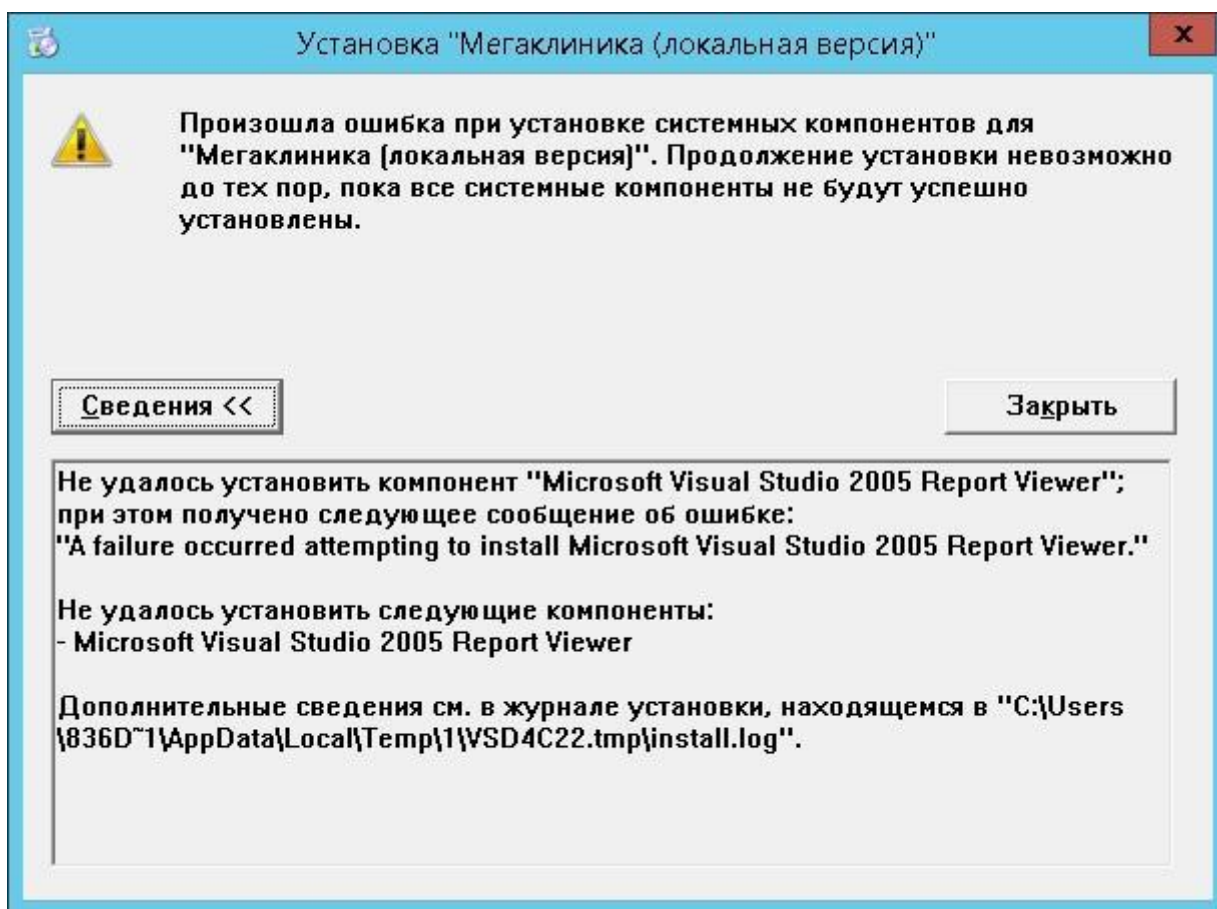 Установка "Мегаклиника (локальная версия)"
Произошла ошибка при установке системных компонентов для
"Мегаклиника (локальная версия)". Продолжение установки невозможно
до тех пор, пока все системные компоненты не будут успешно
установлены.
Сведения <<
Закрыть
Не удалось установить компонент "Microsoft Visual Studio 2005 Report Viewer";
при этом получено следующее сообщение об ошибке:
"A failure occurred attempting to install Microsoft Visual Studio 2005 Report Viewer."
Не удалось установить следующие компоненты:
- Microsoft Visual Studio 2005 Report Viewer
Дополнительные сведения см. в журнале установки, находящемся в "C:\Users
\836D~1\AppData\Local\Temp\1\VSD4C22.tmp\install.log".